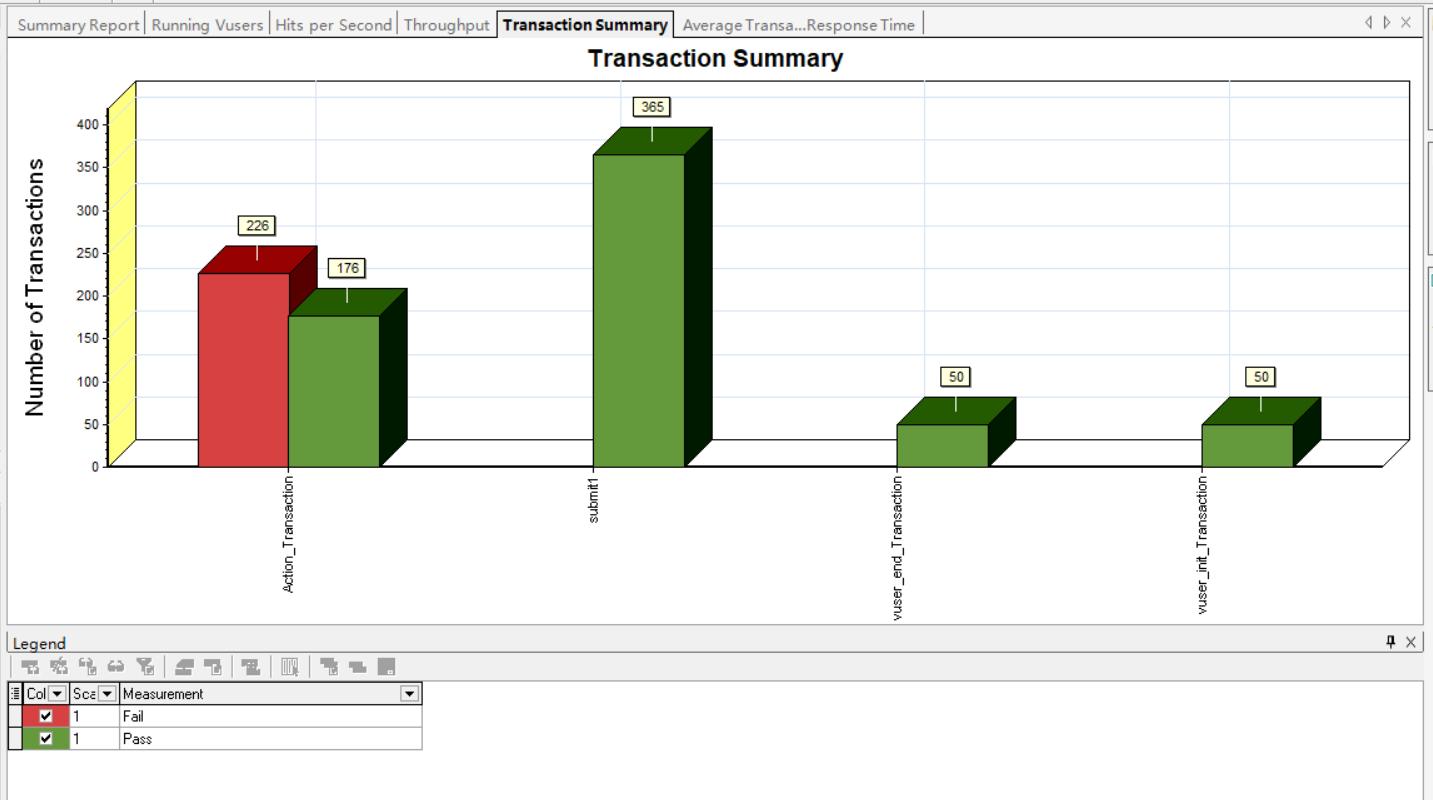 Summary Report Running Vusers Hits per Second Throughput Transaction Summary Average Transa...Response Time
Transaction Summary
Number of Transactions
400
350
300
250
200
150
100
50
0
226
176
365
50
50
Action_Transaction
submit1
vuser_end_Transaction
vuser_init_Transaction
Legend
Col Sca Measurement
1 Fail
1 Pass